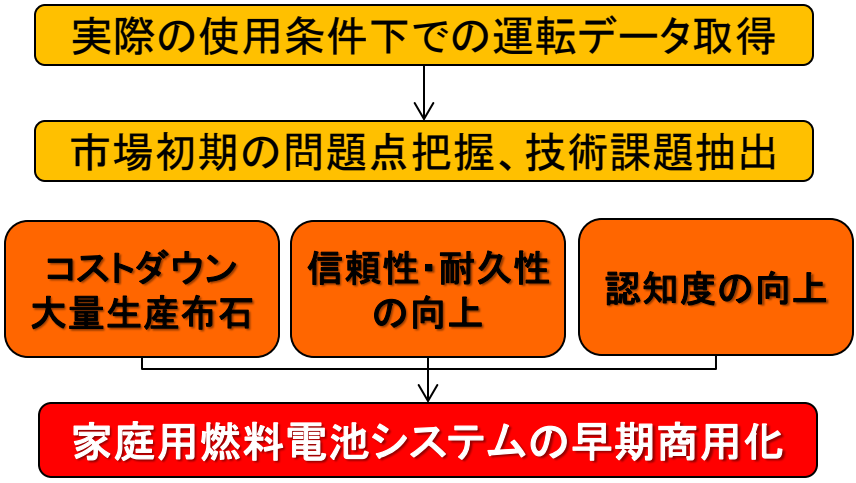 実際の使用条件下での運転データ取得
市場初期の問題点把握、技術課題抽出
コストダウン
大量生産布石
信頼性・耐久性
の向上
認知度の向上
家庭用燃料電池システムの早期商用化